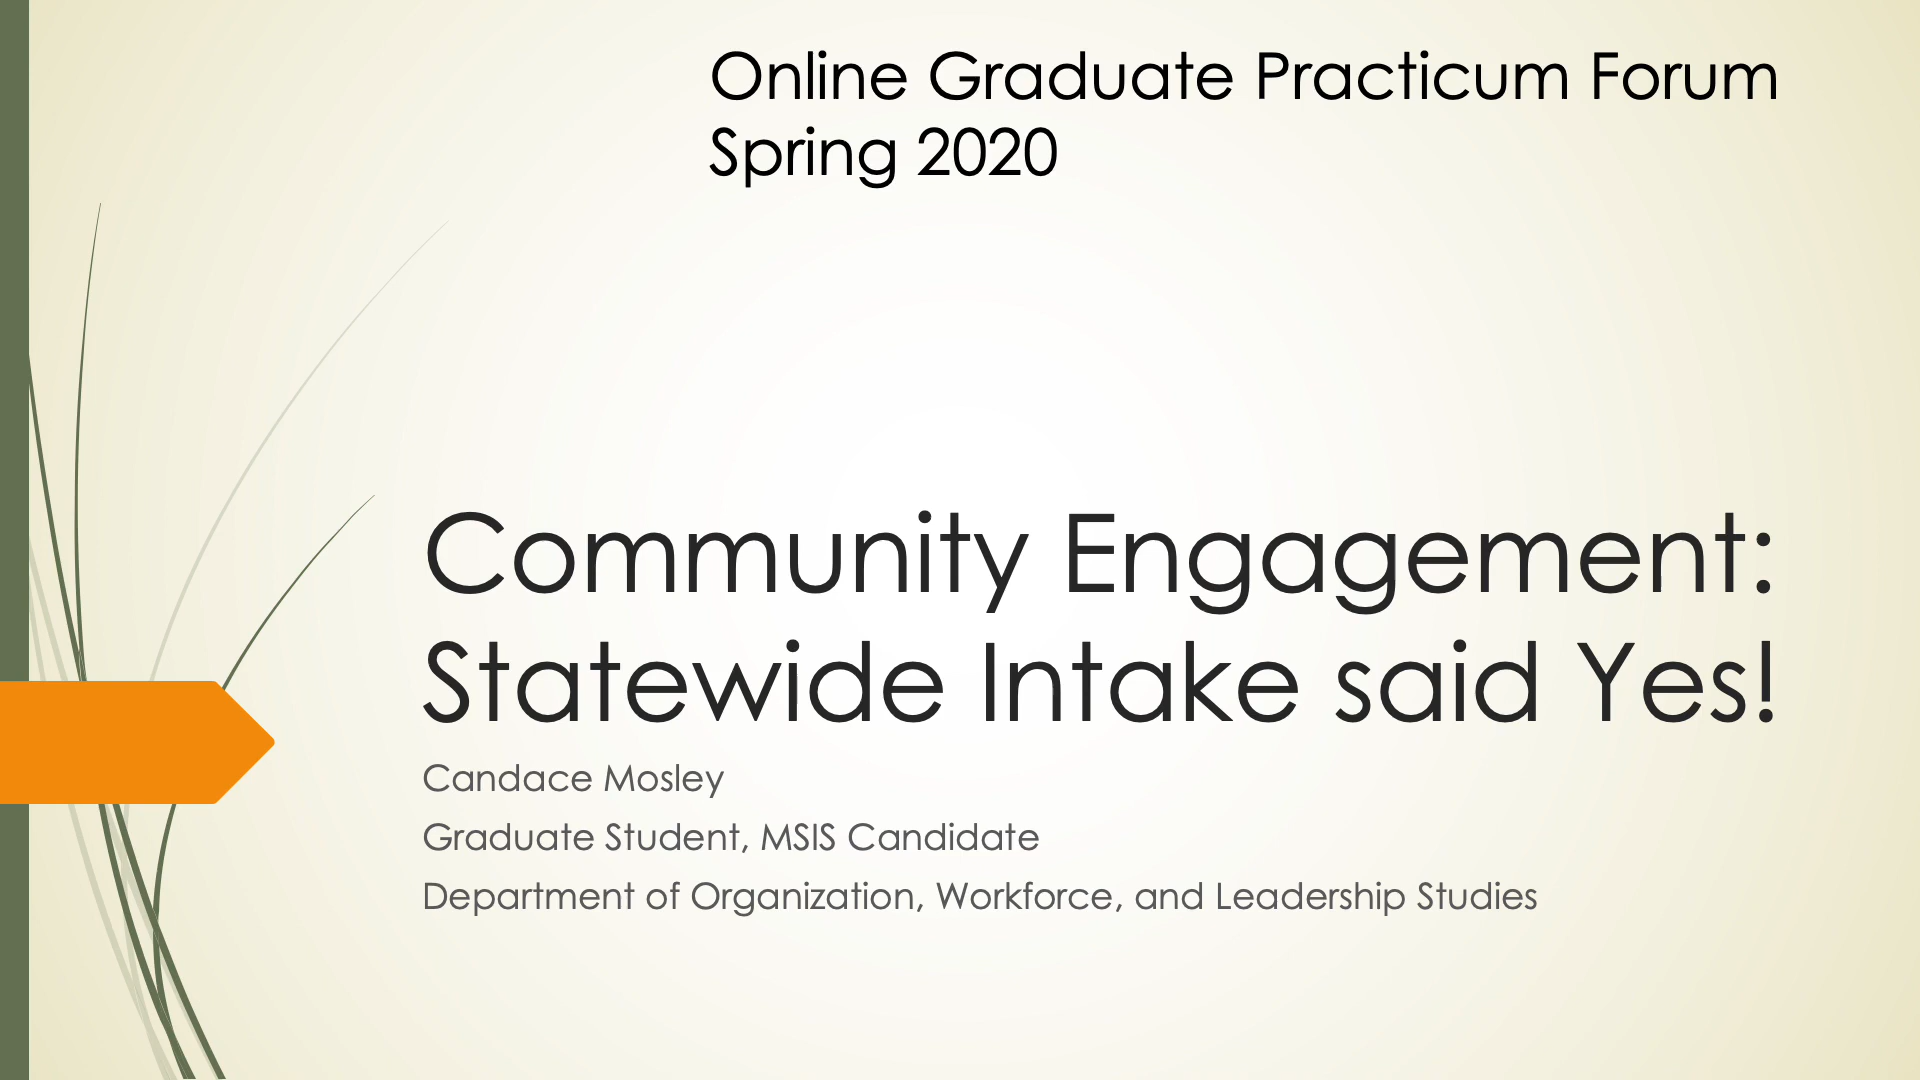 Online Graduate Practicum Forum
Spring 2020
Community Engagement:
Statewide Intake said Yes!
Candace Mosley
Graduate Student, MSIS Candidate
Department of Organization, Workforce, and Leadership Studies